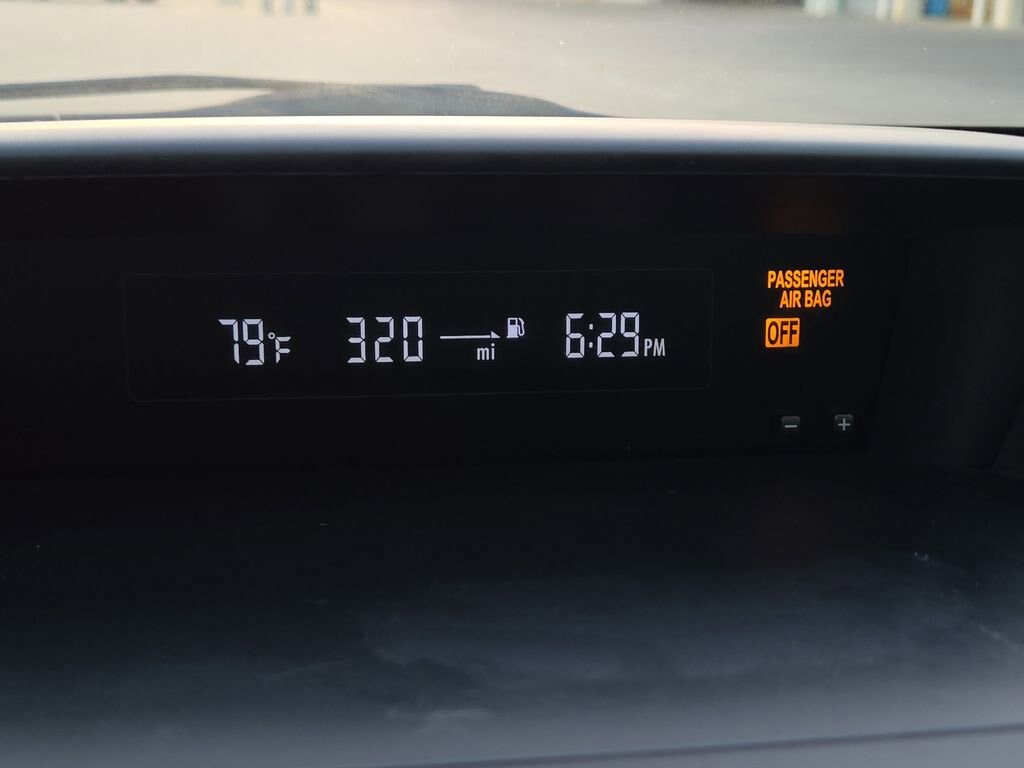 79°F 320 mi 6:29 PM
PASSENGER
AIR BAG
OFF
- +